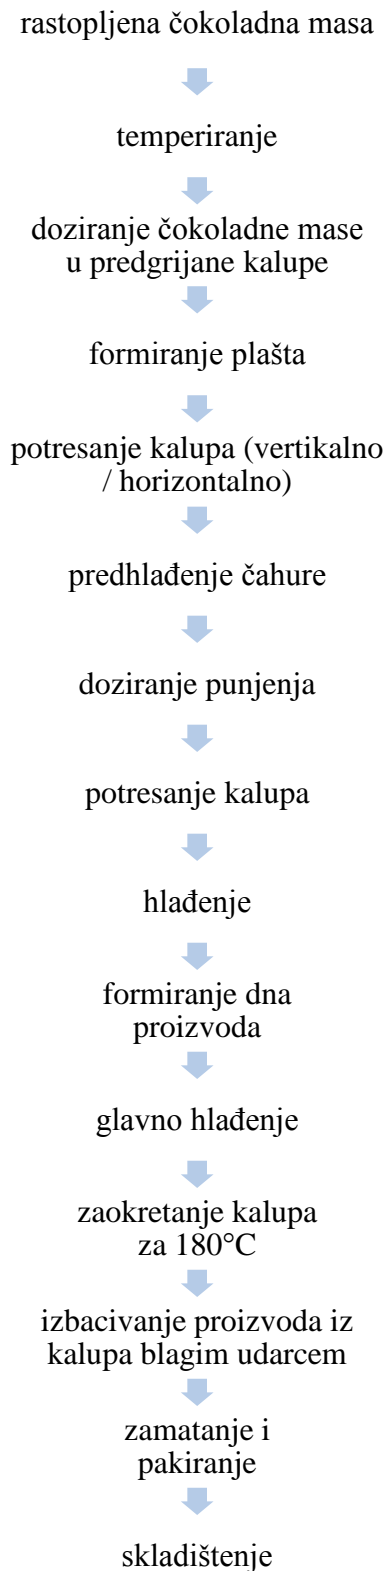 rastopljena čokoladna masa
temperiranje
doziranje čokoladne mase
u predgrijane kalupe
formiranje plašta
potresanje kalupa (vertikalno
/ horizontalno)
predhlađenje čahure
doziranje punjenja
potresanje kalupa
hlađenje
formiranje dna
proizvoda
glavno hlađenje
zaokretanje kalupa
za 180°C
izbacivanje proizvoda iz
kalupa blagim udarcem
zamatanje i
pakiranje
skladištenje